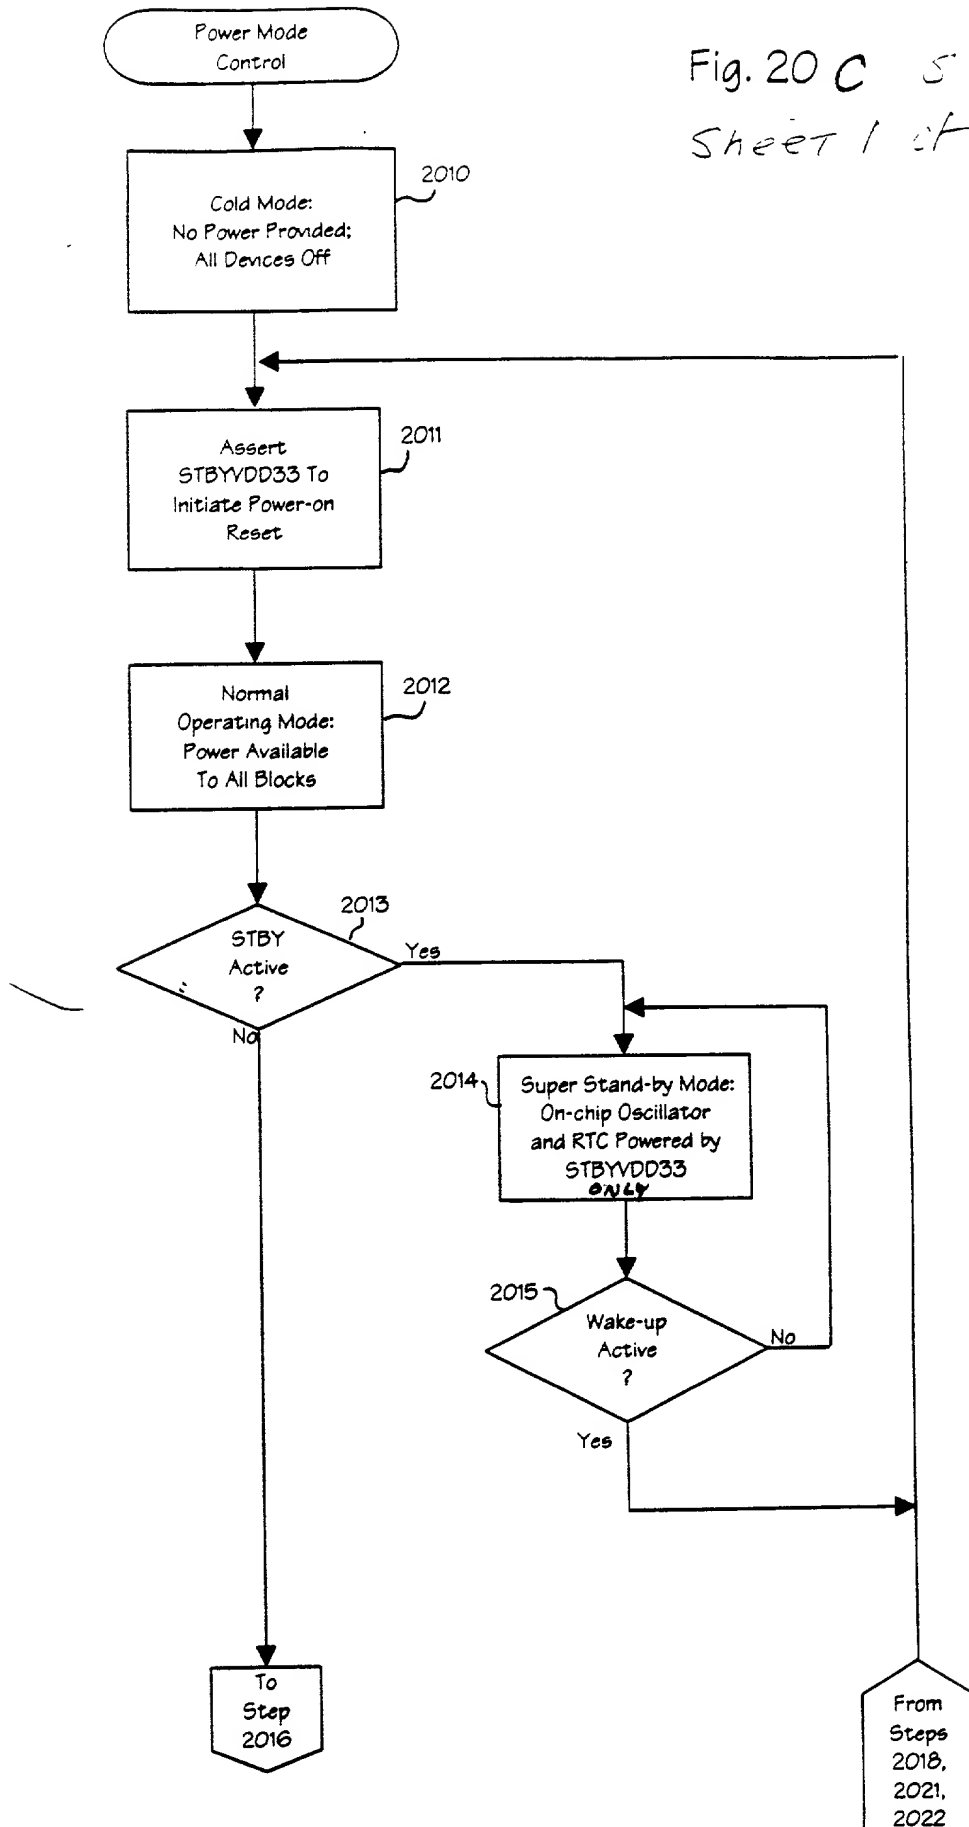 Power Mode
Control
Fig. 20 C S
Sheet 1 of
2010
Cold Mode:
No Power Provided;
All Devices Off
2011
Assert
STBYVDD33 To
Initiate Power-on
Reset
2012
Normal
Operating Mode:
Power Available
To All Blocks
2013
STBY
Active
?
Yes
No
2014
Super Stand-by Mode:
On-chip Oscillator
and RTC Powered by
STBYVDD33
ONLY
2015
Wake-up
Active
?
No
Yes
To
Step
2016
From
Steps
2018,
2021,
2022